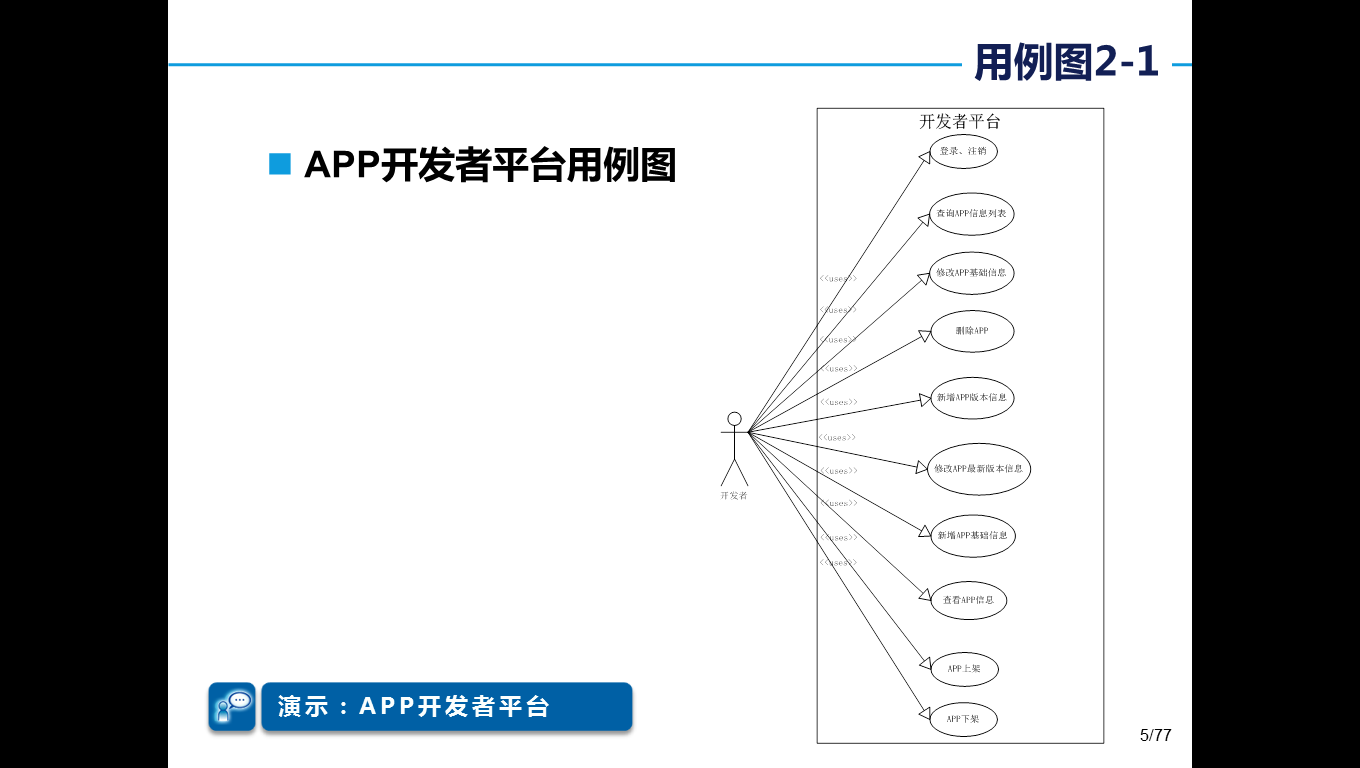 用例图2-1
APP开发者平台用例图
开发者平台
登录、注销
查询APP信息列表
修改APP基础信息
删除APP
新增APP版本信息
修改APP最新版本信息
新增APP基础信息
查看APP信息
APP上架
APP下架
<<uses>>
<<uses>>
<<uses>>
<<uses>>
<<uses>>
<<uses>>
<<uses>>
<<uses>>
<<uses>>
<<uses>>
开发者
演示：APP开发者平台
5/77